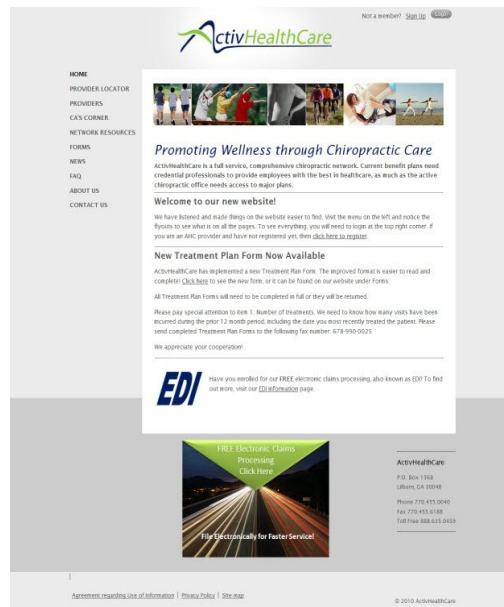 Not a member? Sign Up Login
ActivHealthCare
HOME
PROVIDER LOCATOR
PROVIDERS
CA'S CORNER
NETWORK RESOURCES
FORMS
NEWS
FAQ
ABOUT US
CONTACT US
Promoting Wellness through Chiropractic Care
ActivHealthCare is a full service, comprehensive chiropractic network. Current benefit plans need
credential professionals to provide employees with the best in healthcare, as much as the active
chiropractic office needs access to major plans.
Welcome to our new website!
We have listened and made things on the website easier to find. Visit the menu on the left and notice the
flyouts to see what is on all the pages. To see everything, you will need to login at the top right corner. If
you are an AHC provider and have not registered yet, then click here to register.
New Treatment Plan Form Now Available
ActivHealthCare has implemented a new Treatment Plan Form. The improved format is easier to read and
complete! Click here to see the new form, or it can be found on our website under Forms.
All Treatment Plan Forms will need to be completed in full or they will be returned.
Please pay special attention to item 1: Number of treatments. We need to know how many visits have been
incurred during the prior 12 month period, including the date you most recently treated the patient. Please
send completed Treatment Plan Forms to the following fax number: 678-990-0025
We appreciate your cooperation!
EDI
Have you enrolled for our FREE electronic claims processing, also known as EDI? To find
out more, visit our EDI information page.
FREE Electronic Claims
Processing
Click Here
File Electronically for Faster Service!
ActivHealthCare
P.O. Box 1368
Lilburn, GA 30048
Phone 770.455.0040
Fax 770.455.6188
Toll Free 888.635.0459
Agreement regarding Use of Information | Privacy Policy | Site map
© 2010 ActivHealthCare